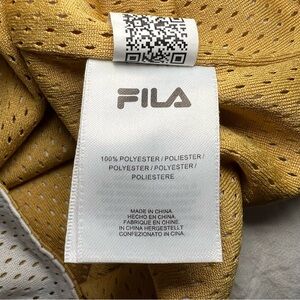 FILA
100% POLYESTER / POLIESTER /
POLYESTER / POLYESTER /
POLIESTERE
MADE IN CHINA
HECHO EN CHINA
FABRIQUE EN CHINE
IN CHINA HERGESTELLT
CONFEZIONATO IN CINA